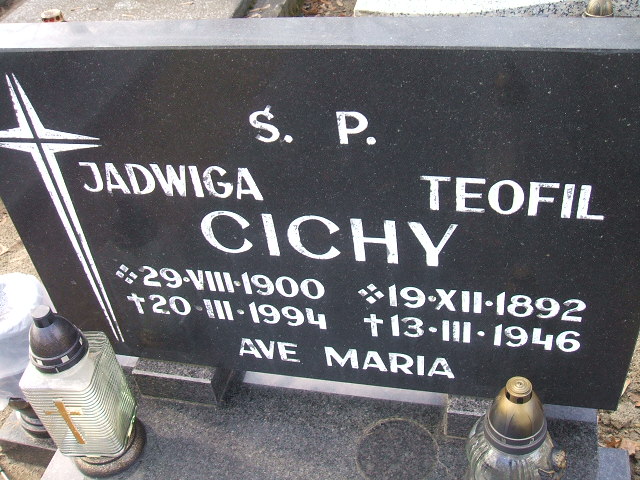 Ś. P.
JADWIGA TEOFIL
CICHY
29·VIII·1900 19·XII·1892
†20·III·1994 †13·III·1946
AVE MARIA